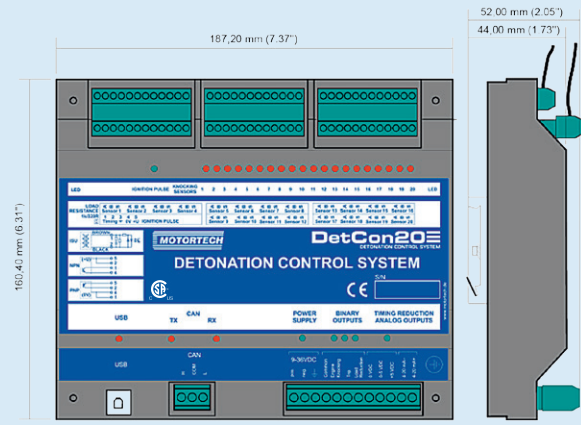 52,00 mm (2.05")
187,20 mm (7.37")
44,00 mm (1.73")
160,40 mm (6.31")
LED IGNITION PULSE KNOCKING SENSORS 1 2 3 4 5 6 7 8 9 10 11 12 13 14 15 16 17 18 19 20 LED
LOAD RESISTANCE
Sensor 1 Sensor 2 Sensor 3 Sensor 4 Sensor 5 Sensor 6 Sensor 7 Sensor 8 Sensor 13 Sensor 14 Sensor 15 Sensor 16
Timing IGNITION PULSE Sensor 9 Sensor 10 Sensor 11 Sensor 12 Sensor 17 Sensor 18 Sensor 19 Sensor 20
BROWN
BLACK
NPN
PNP
MOTORTECH
DetCon20
DETONATION CONTROL SYSTEM
DETONATION CONTROL SYSTEM
S/N
CE
USB
CAN
TX RX
POWER SUPPLY
BINARY OUTPUTS
TIMING REDUCTION
ANALOG OUTPUTS
USB
CAN
H COM L
9-36VDC